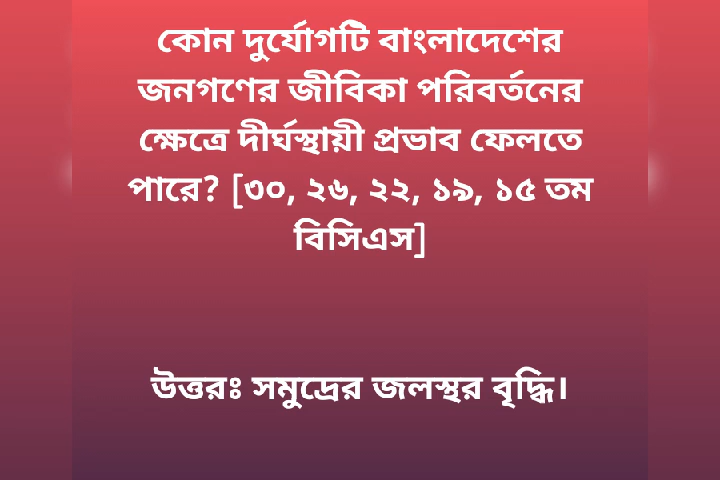 কোন দুর্যোগটি বাংলাদেশের
জনগণের জীবিকা পরিবর্তনের
ক্ষেত্রে দীর্ঘস্থায়ী প্রভাব ফেলতে
পারে? [৩০, ২৬, ২২, ১৯, ১৫ তম
বিসিএস]
উত্তরঃ সমুদ্রের জলস্থর বৃদ্ধি।